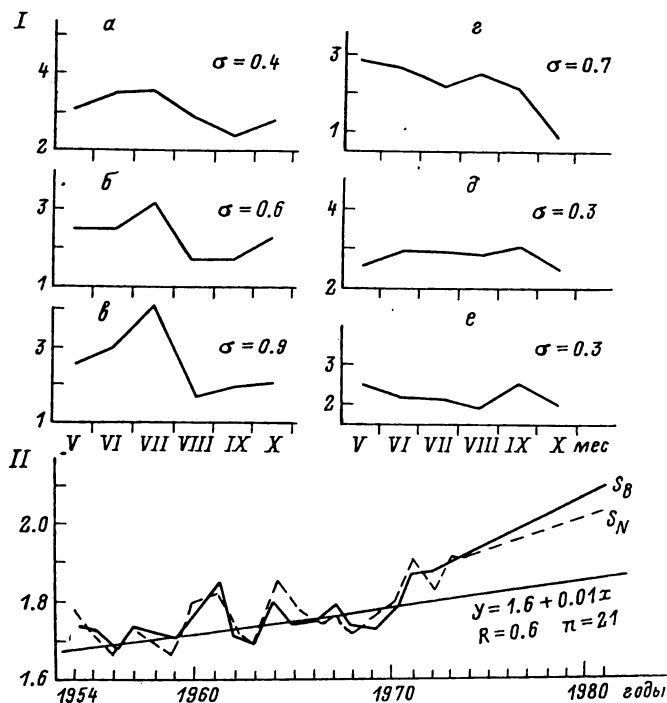 I
а
4
2
σ = 0.4
б
3
1
σ = 0.6
в
3
1
σ = 0.9
V VI VII VIII IX X
г
3
1
σ = 0.7
д
4
2
σ = 0.3
е
3
2
σ = 0.3
V VI VII VIII IX X мес
II
2.0
1.8
1.6
S_B
S_N
y = 1.6 + 0.01x
R = 0.6 n = 21
1954 1960 1970 1980 годы